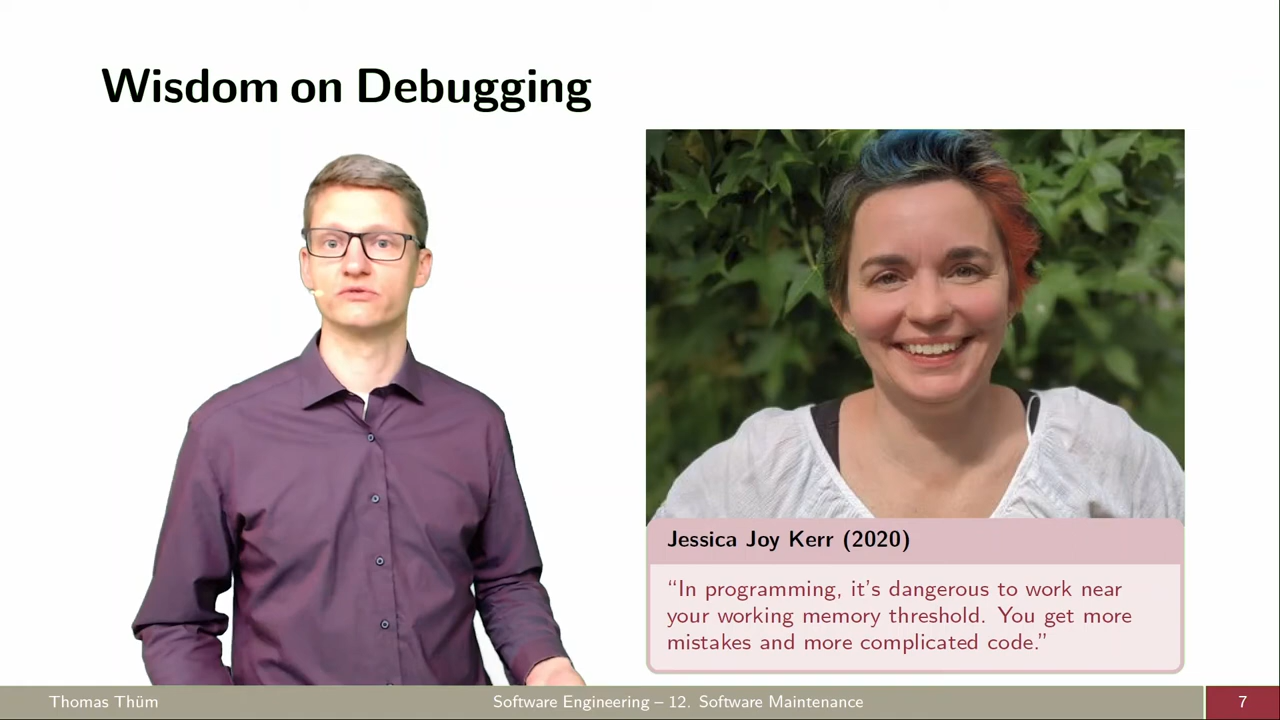 Wisdom on Debugging
Jessica Joy Kerr (2020)
“In programming, it’s dangerous to work near
your working memory threshold. You get more
mistakes and more complicated code.”
Thomas Thüm
Software Engineering – 12. Software Maintenance
7